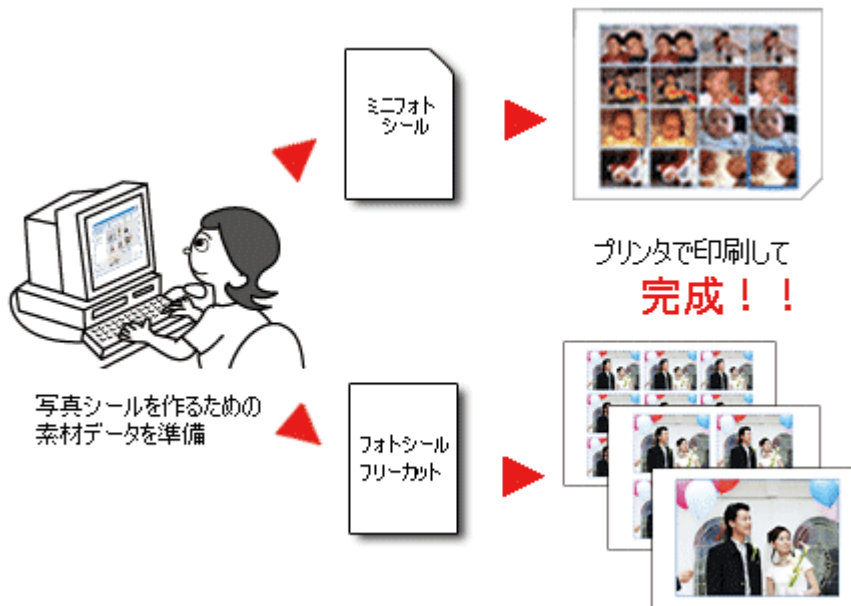 ミニフォト
シール
プリンタで印刷して
完成！！
写真シールを作るための
素材データを準備
フォトシール
フリーカット